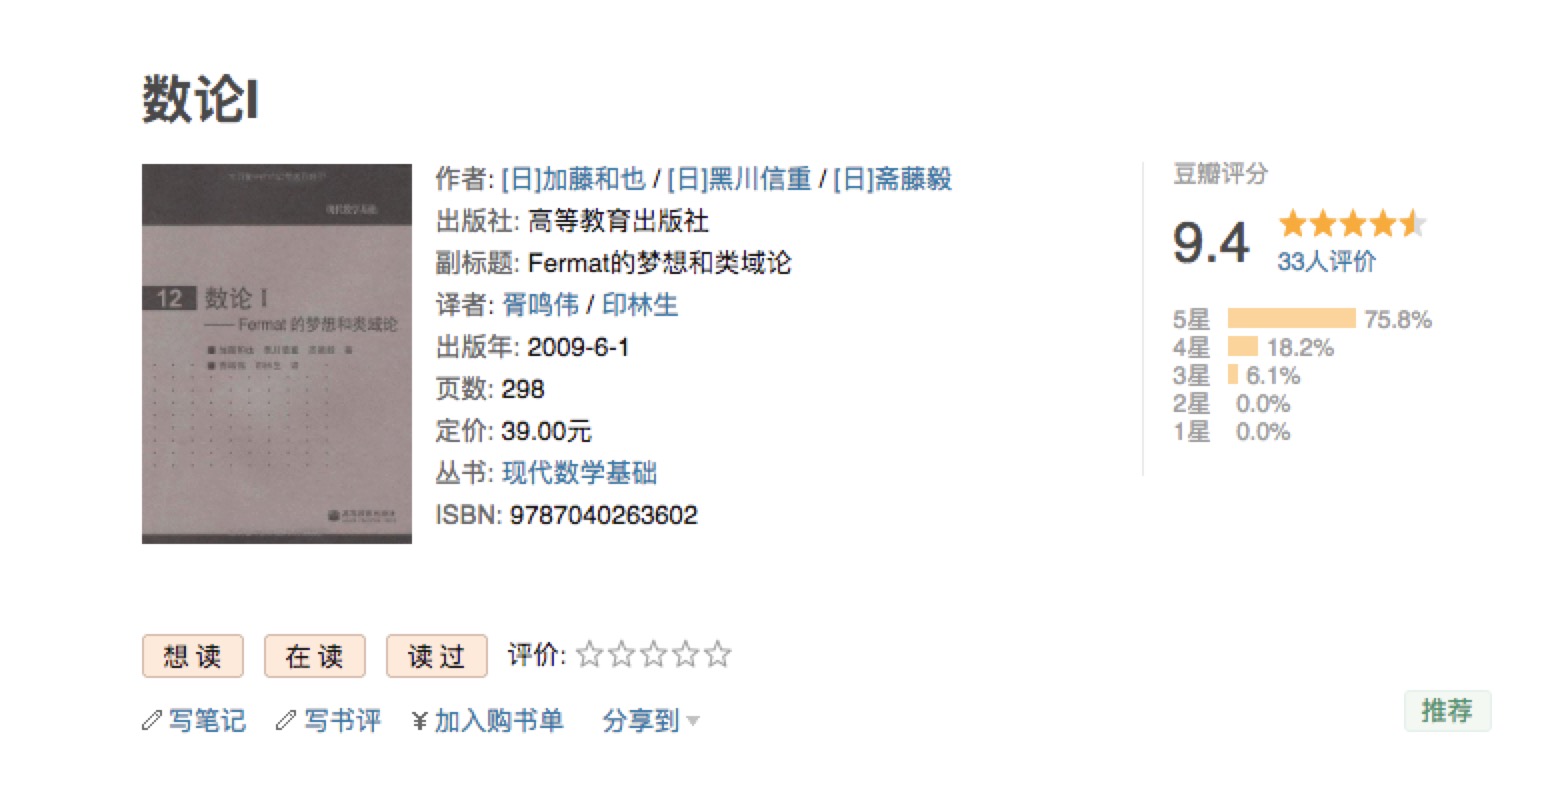 数论I
现代数学基础
12 数论 I
—— Fermat 的梦想和类域论
作者: [日]加藤和也 / [日]黑川信重 / [日]斋藤毅
出版社: 高等教育出版社
副标题: Fermat的梦想和类域论
译者: 胥鸣伟 / 印林生
出版年: 2009-6-1
页数: 298
定价: 39.00元
丛书: 现代数学基础
ISBN: 9787040263602
豆瓣评分
9.4
33人评价
5星 75.8%
4星 18.2%
3星 6.1%
2星 0.0%
1星 0.0%
想读 在读 读过 评价:
写笔记 写书评 ¥加入购书单 分享到
推荐